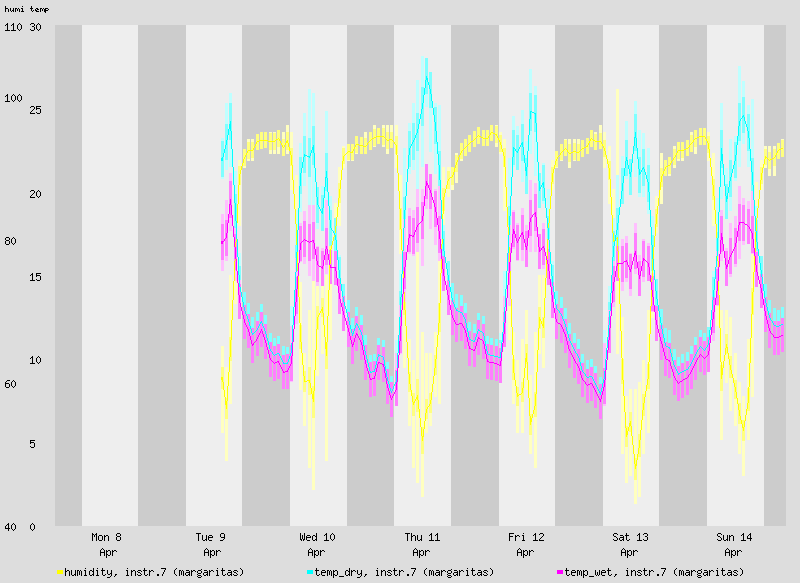 humi temp
110 30
100 25
20
80
15
10
60
5
40 0
Mon 8 Tue 9 Wed 10 Thu 11 Fri 12 Sat 13 Sun 14
Apr Apr Apr Apr Apr Apr Apr
humidity, instr.7 (margaritas) temp_dry, instr.7 (margaritas) temp_wet, instr.7 (margaritas)